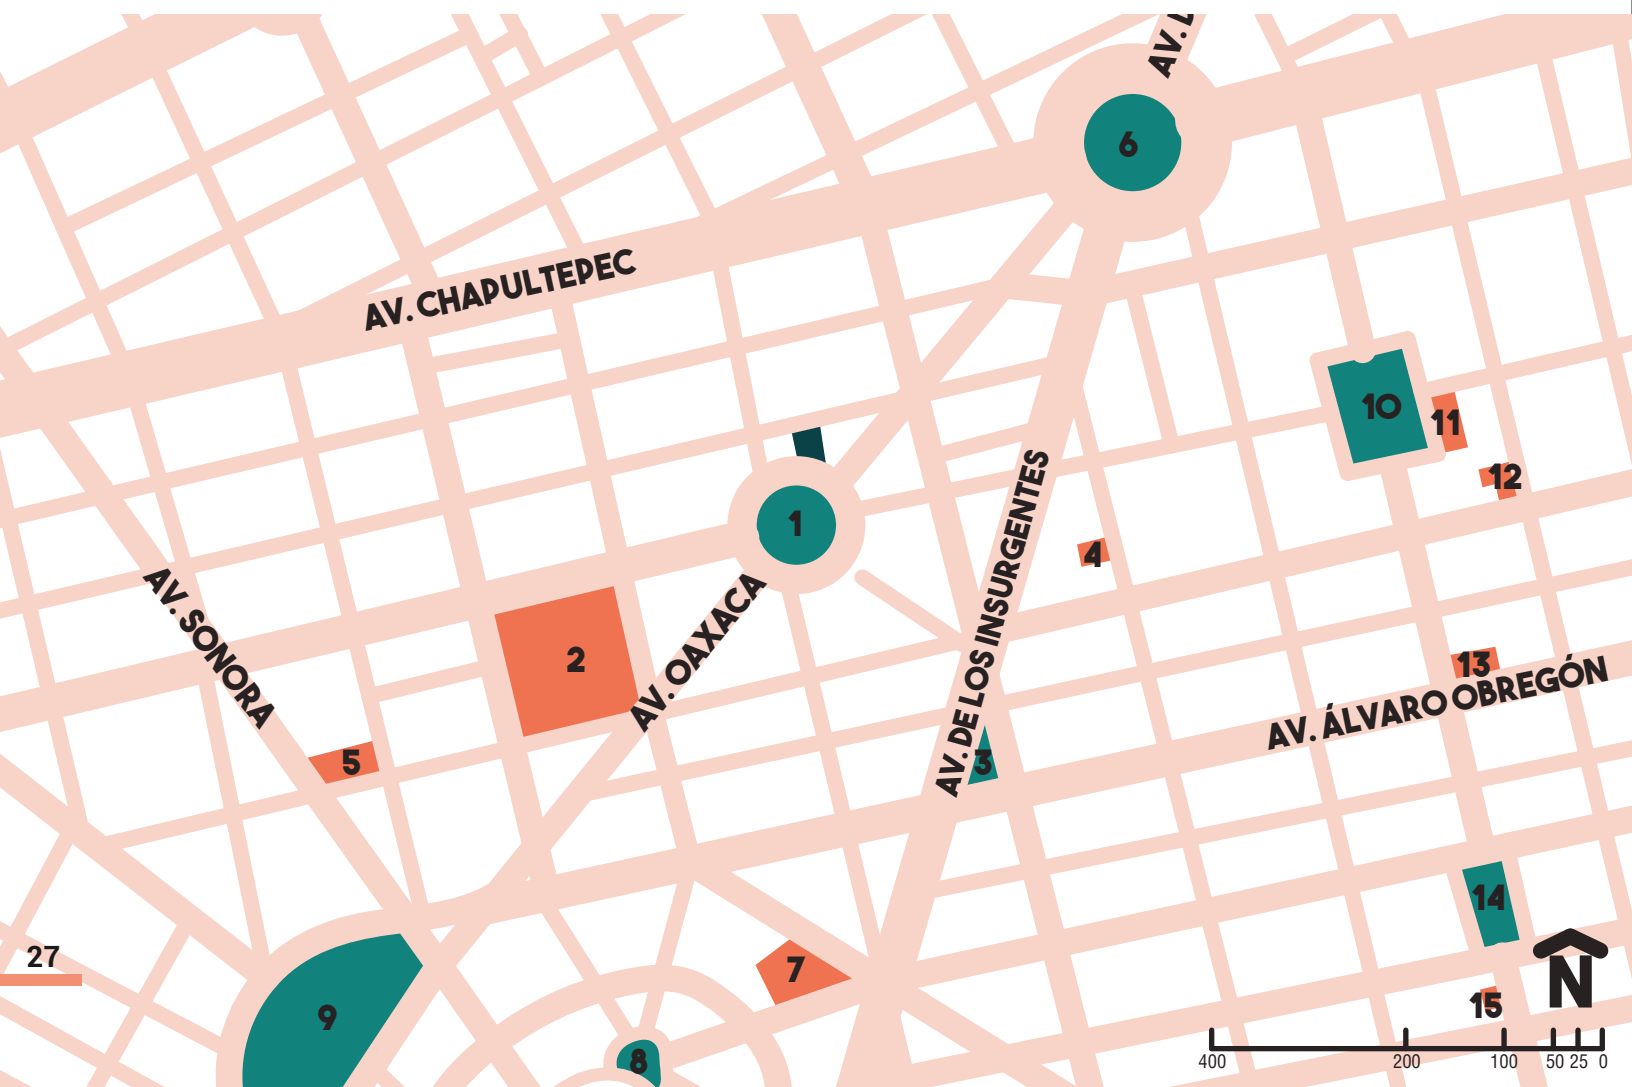 AV. D
6
AV. CHAPULTEPEC
10
11
12
1
4
AV. DE LOS INSURGENTES
AV. SONORA
AV. OAXACA
2
13
AV. ÁLVARO OBREGÓN
5
3
14
27
7
N
15
9
8
400 200 100 50 25 0